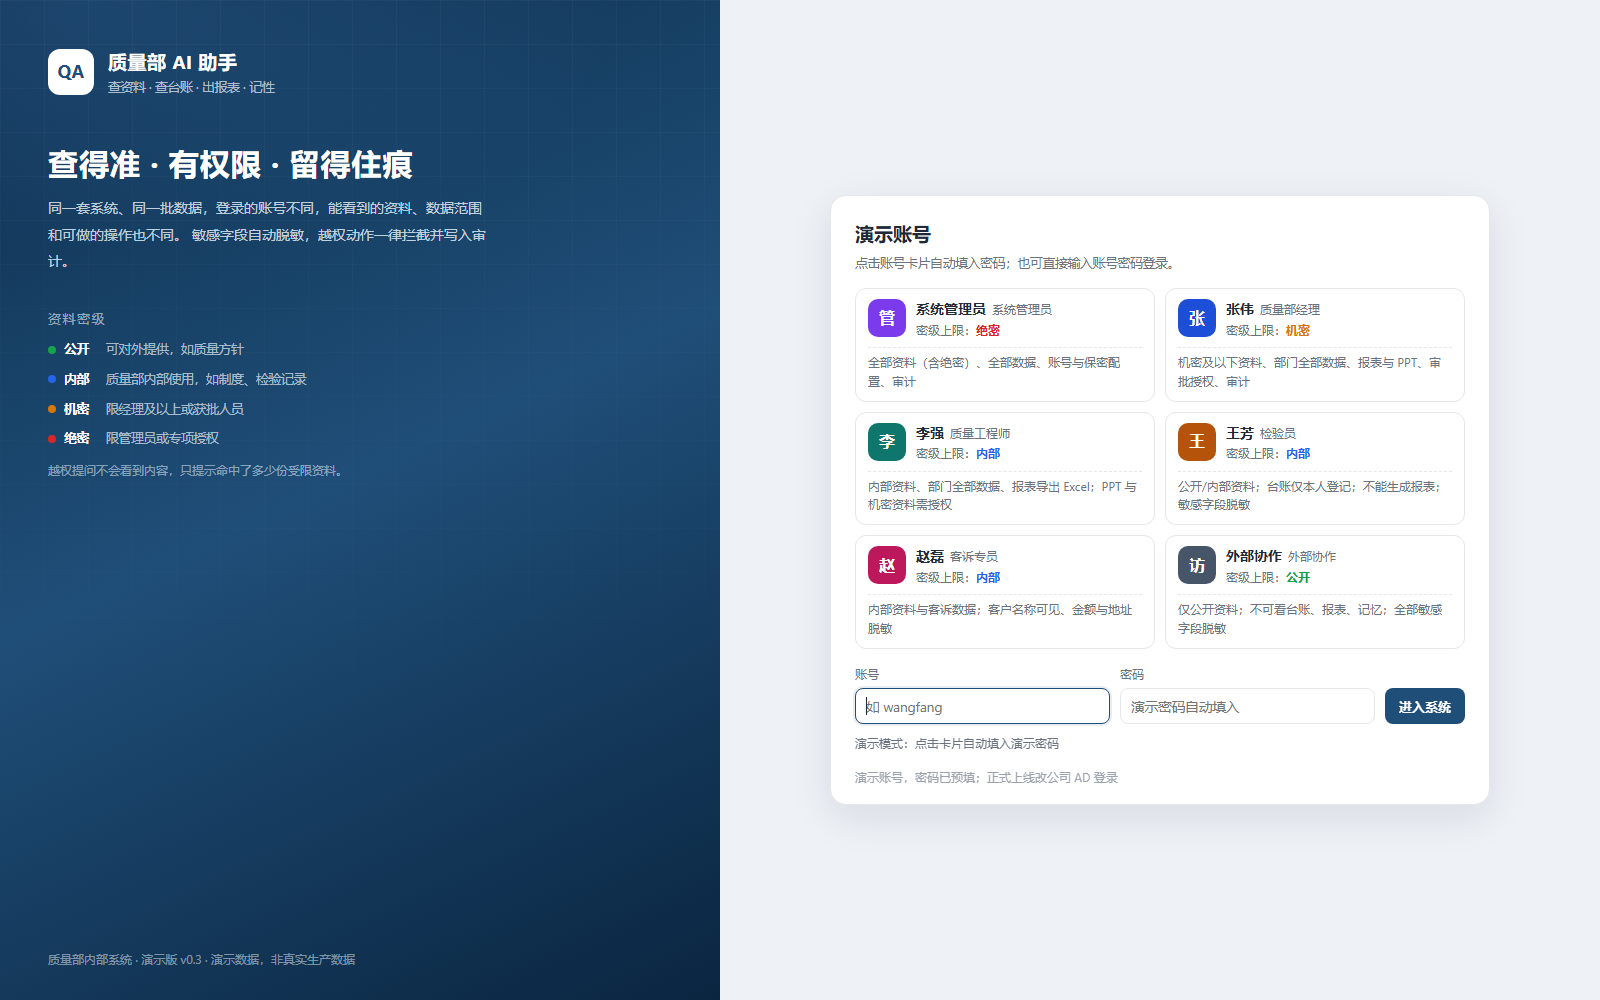 QA
质量部 AI 助手
查资料 · 查台账 · 出报表 · 记性
查得准 · 有权限 · 留得住痕
同一套系统、同一批数据，登录的账号不同，能看到的资料、数据范围
和可做的操作也不同。 敏感字段自动脱敏，越权动作一律拦截并写入审
计。
资料密级
公开 可对外提供，如质量方针
内部 质量部内部使用，如制度、检验记录
机密 限经理及以上或获批人员
绝密 限管理员或专项授权
越权提问不会看到内容，只提示命中了多少份受限资料。
质量部内部系统 · 演示版 v0.3 · 演示数据，非真实生产数据
演示账号
点击账号卡片自动填入密码；也可直接输入账号密码登录。
管
系统管理员 系统管理员
密级上限：绝密
全部资料（含绝密）、全部数据、账号与保密配
置、审计
张
张伟 质量部经理
密级上限：机密
机密及以下资料、部门全部数据、报表与 PPT、审
批授权、审计
李
李强 质量工程师
密级上限：内部
内部资料、部门全部数据、报表导出 Excel；PPT 与
机密资料需授权
王
王芳 检验员
密级上限：内部
公开/内部资料；台账仅本人登记；不能生成报表；
敏感字段脱敏
赵
赵磊 客诉专员
密级上限：内部
内部资料与客诉数据；客户名称可见、金额与地址
脱敏
访
外部协作 外部协作
密级上限：公开
仅公开资料；不可看台账、报表、记忆；全部敏感
字段脱敏
账号
如 wangfang
密码
演示密码自动填入
进入系统
演示模式：点击卡片自动填入演示密码
演示账号，密码已预填；正式上线改公司 AD 登录